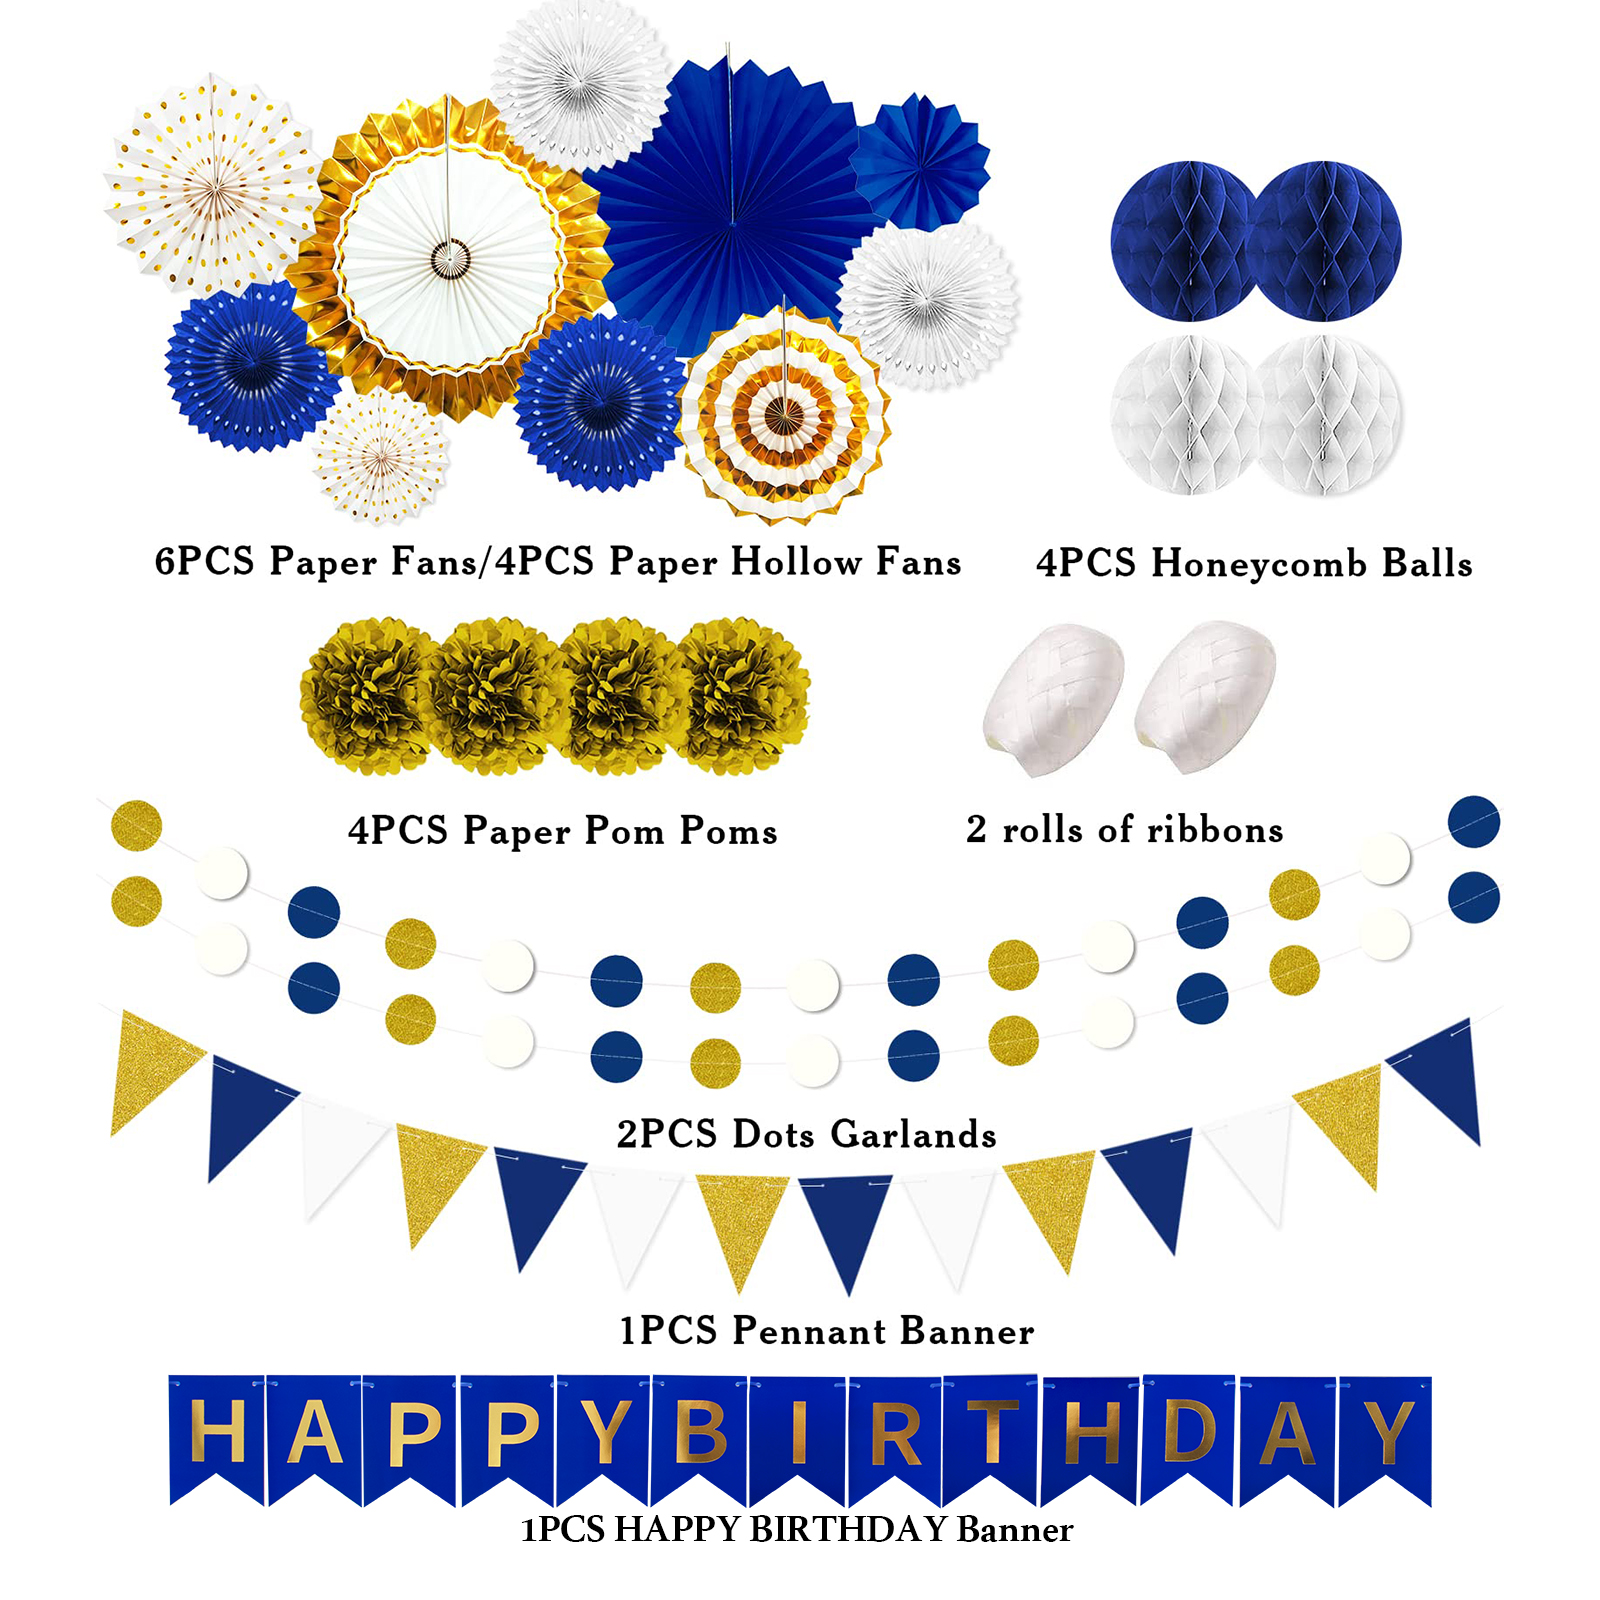 6PCS Paper Fans/4PCS Paper Hollow Fans
4PCS Honeycomb Balls
4PCS Paper Pom Poms
2 rolls of ribbons
2PCS Dots Garlands
1PCS Pennant Banner
HAPPYBIRTHDAY
1PCS HAPPY BIRTHDAY Banner